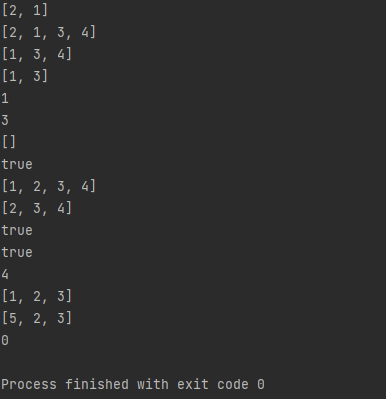 [2, 1]
[2, 1, 3, 4]
[1, 3, 4]
[1, 3]
1
3
[]
true
[1, 2, 3, 4]
[2, 3, 4]
true
true
4
[1, 2, 3]
[5, 2, 3]
0
Process finished with exit code 0